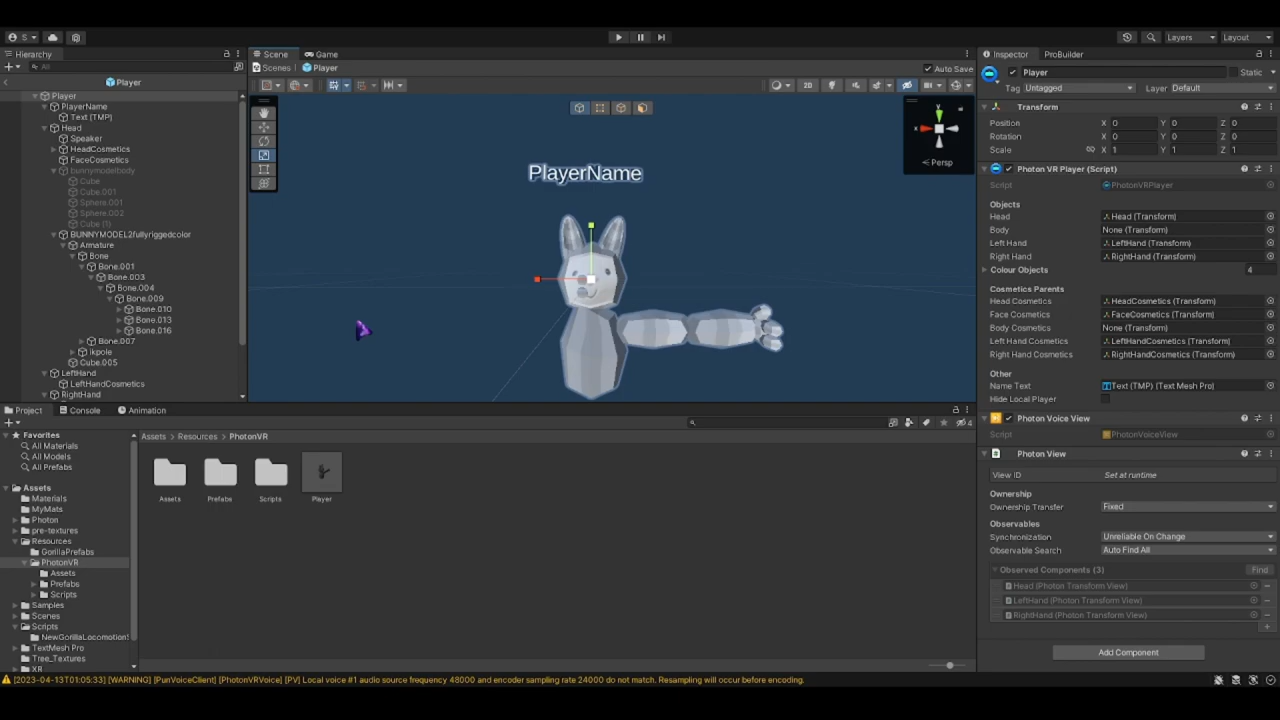 S
Layers
Layout
Hierarchy
All
Player
Player
PlayerName
Text (TMP)
Head
Speaker
HeadCosmetics
FaceCosmetics
bunnymodelbody
Cube
Cube.001
Sphere.001
Sphere.002
Cube (1)
BUNNYMODEL2fullyriggedcolor
Armature
Bone
Bone.001
Bone.003
Bone.004
Bone.009
Bone.010
Bone.013
Bone.016
Bone.007
ikpole
Cube.005
LeftHand
LeftHandCosmetics
RightHand
Scene
Game
Scenes
Player
Auto Save
2D
PlayerName
y
x
Persp
Inspector
ProBuilder
Player
Static
Tag Untagged
Layer Default
Transform
Position X 0 Y 0 Z 0
Rotation X 0 Y 0 Z 0
Scale X 1 Y 1 Z 1
Photon VR Player (Script)
Script PhotonVRPlayer
Objects
Head Head (Transform)
Body None (Transform)
Left Hand LeftHand (Transform)
Right Hand RightHand (Transform)
Colour Objects 4
Cosmetics Parents
Head Cosmetics HeadCosmetics (Transform)
Face Cosmetics FaceCosmetics (Transform)
Body Cosmetics None (Transform)
Left Hand Cosmetics LeftHandCosmetics (Transform)
Right Hand Cosmetics RightHandCosmetics (Transform)
Other
Name Text Text (TMP) (Text Mesh Pro)
Hide Local Player
Photon Voice View
Script PhotonVoiceView
Photon View
View ID Set at runtime
Ownership
Ownership Transfer Fixed
Observables
Synchronization Unreliable On Change
Observable Search Auto Find All
Observed Components (3) Find
Head (Photon Transform View)
LeftHand (Photon Transform View)
RightHand (Photon Transform View)
Add Component
Project
Console
Animation
4
Favorites
All Materials
All Models
All Prefabs
Assets
Materials
MyMats
Photon
pre-textures
Resources
GorillaPrefabs
PhotonVR
Assets
Prefabs
Scripts
Samples
Scenes
Scripts
NewGorillaLocomotion!
TextMesh Pro
Tree_Textures
XR
Assets Resources PhotonVR
Assets
Prefabs
Scripts
Player
[2023-04-13T01:05:33] [WARNING] [PunVoiceClient] [PhotonVRVoice] [PV] Local voice #1 audio source frequency 48000 and encoder sampling rate 24000 do not match. Resampling will occur before encoding.